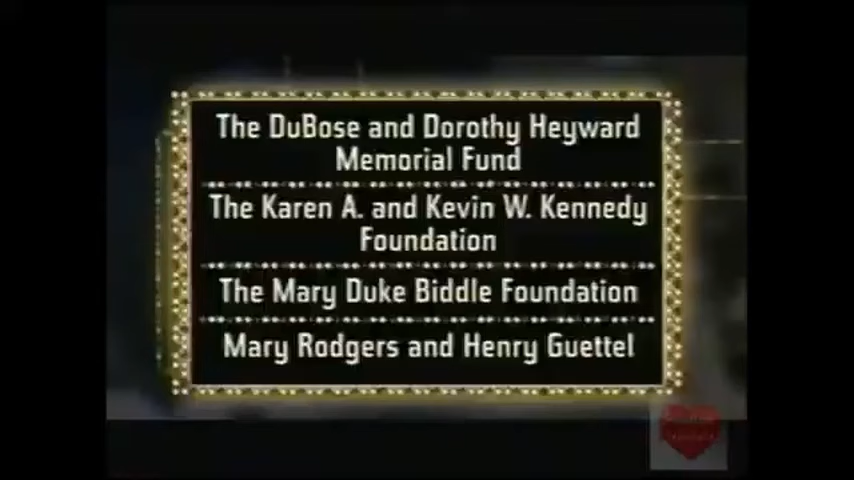 The DuBose and Dorothy Heyward
Memorial Fund
The Karen A. and Kevin W. Kennedy
Foundation
The Mary Duke Biddle Foundation
Mary Rodgers and Henry Guettel